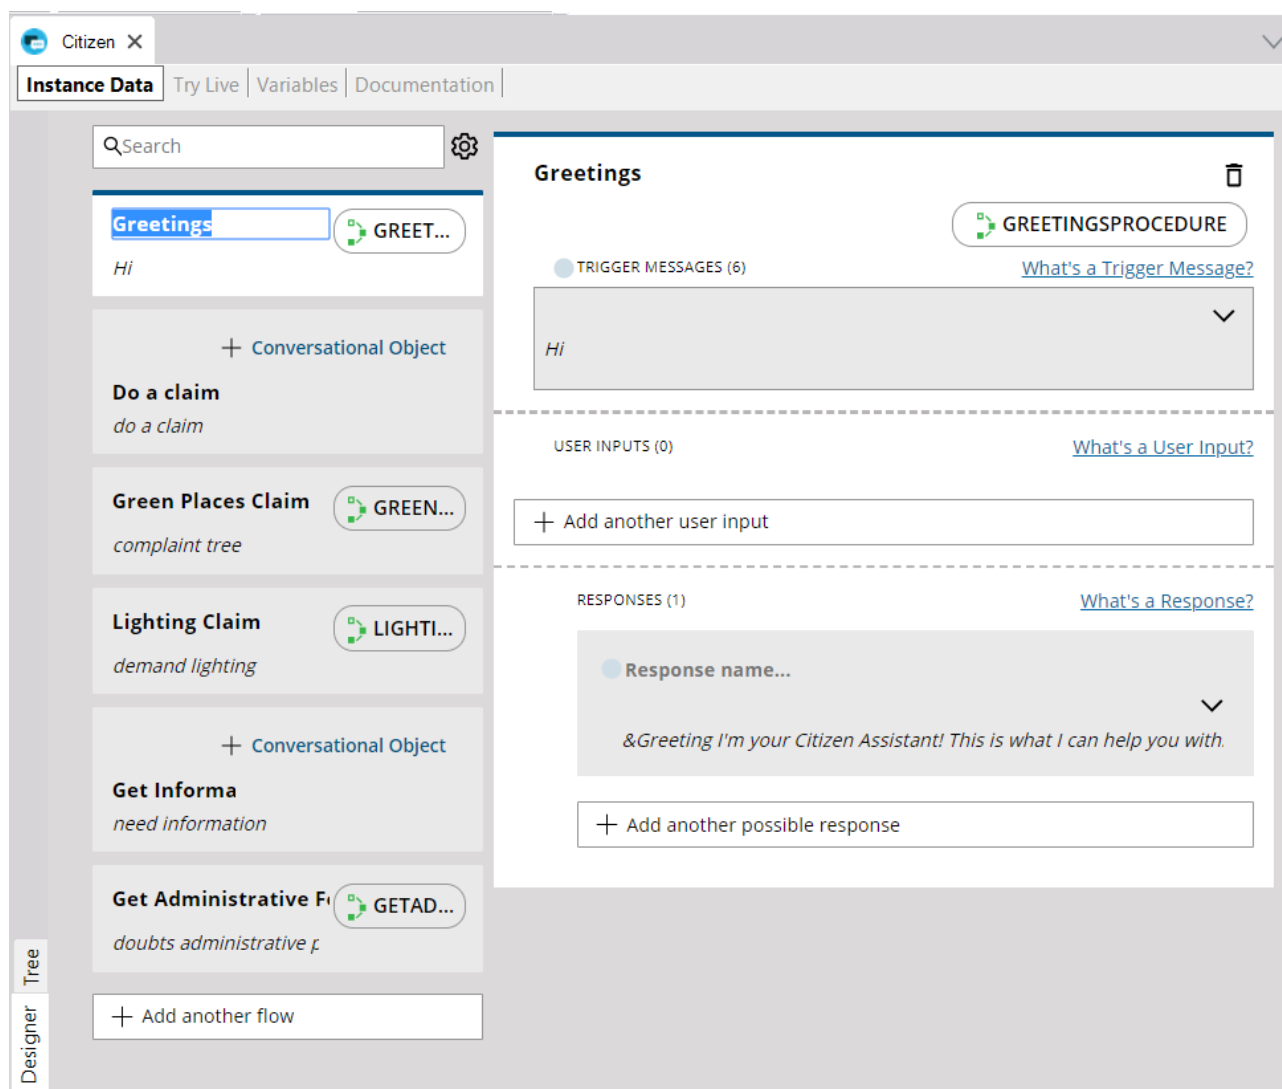 Citizen
Instance Data Try Live Variables Documentation
Search
Greetings GREET...
Hi
+ Conversational Object
Do a claim
do a claim
Green Places Claim GREEN...
complaint tree
Lighting Claim LIGHTI...
demand lighting
+ Conversational Object
Get Informa
need information
Get Administrative F GETAD...
doubts administrative p
+ Add another flow
Tree
Designer
Greetings
GREETINGSPROCEDURE
TRIGGER MESSAGES (6) What's a Trigger Message?
Hi
USER INPUTS (0) What's a User Input?
+ Add another user input
RESPONSES (1) What's a Response?
Response name...
&Greeting I'm your Citizen Assistant! This is what I can help you with.
+ Add another possible response